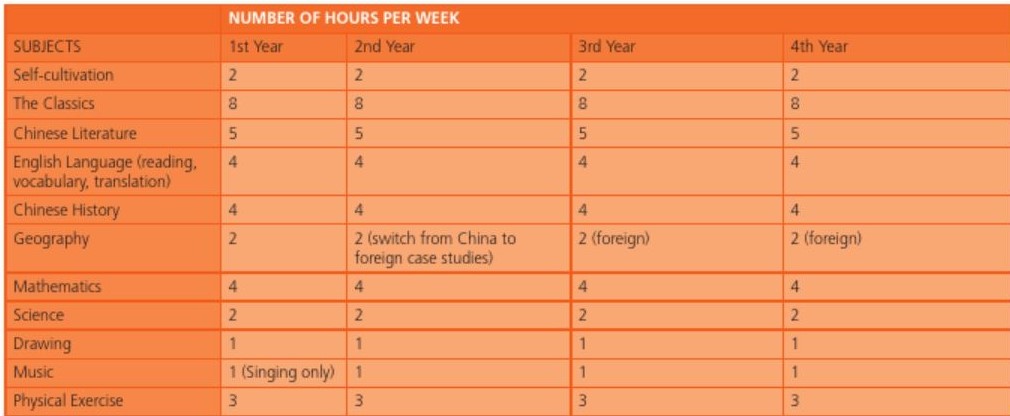 NUMBER OF HOURS PER WEEK
SUBJECTS 1st Year 2nd Year 3rd Year 4th Year
Self-cultivation 2 2 2 2
The Classics 8 8 8 8
Chinese Literature 5 5 5 5
English Language (reading, 4 4 4 4
vocabulary, translation)
Chinese History 4 4 4 4
Geography 2 2 (switch from China to 2 (foreign) 2 (foreign)
foreign case studies)
Mathematics 4 4 4 4
Science 2 2 2 2
Drawing 1 1 1 1
Music 1 (Singing only) 1 1 1
Physical Exercise 3 3 3 3